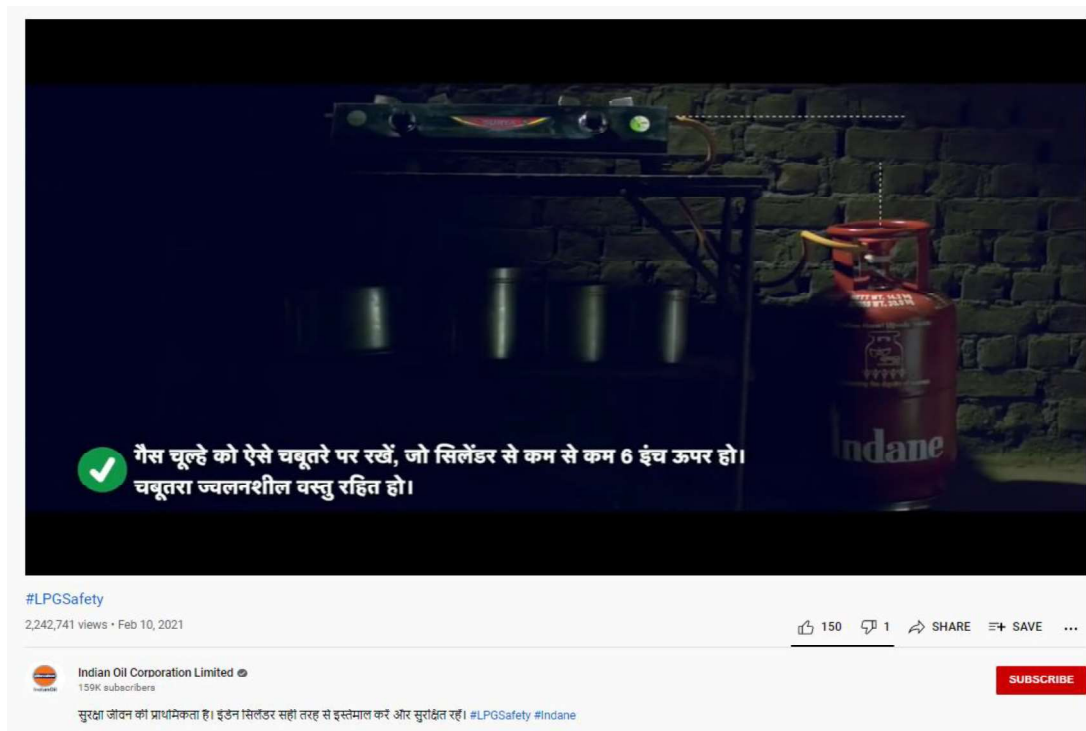 Indane
गैस चूल्हे को ऐसे चबूतरे पर रखें, जो सिलेंडर से कम से कम 6 इंच ऊपर हो।
चबूतरा ज्वलनशील वस्तु रहित हो।
#LPGSafety
2,242,741 views • Feb 10, 2021
150 1 SHARE SAVE ...
Indian Oil Corporation Limited
159K subscribers
SUBSCRIBE
सुरक्षा जीवन की प्राथमिकता है। इंडेन सिलेंडर सही तरह से इस्तेमाल करें और सुरक्षित रहें। #LPGSafety #Indane